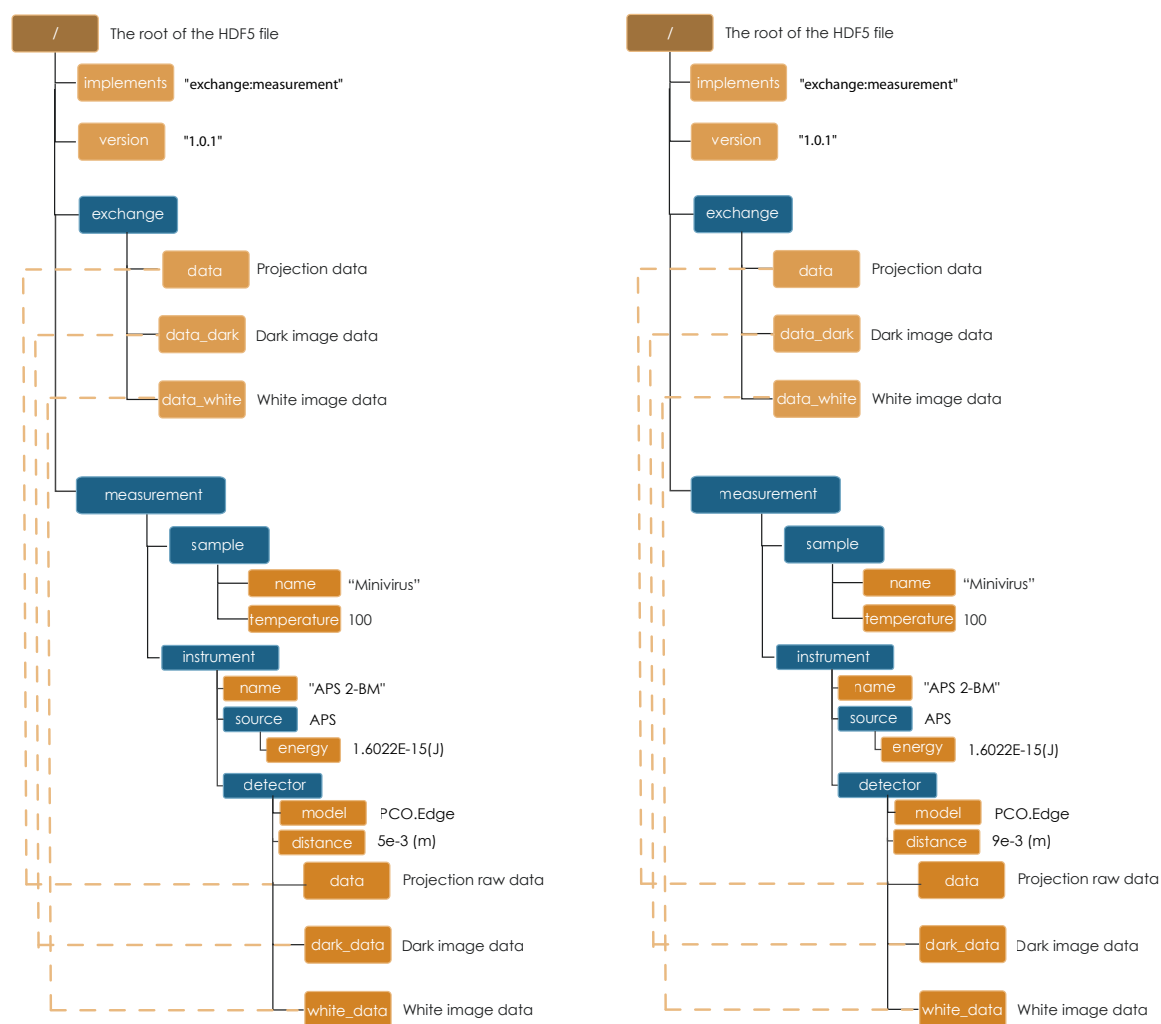 / The root of the HDF5 file
implements "exchange:measurement"
version "1.0.1"
exchange
data Projection data
data_dark Dark image data
data_white White image data
measurement
sample
name “Minivirus”
temperature 100
instrument
name "APS 2-BM"
source APS
energy 1.6022E-15(J)
detector
model PCO.Edge
distance 5e-3 (m)
data Projection raw data
dark_data Dark image data
white_data White image data
/ The root of the HDF5 file
implements "exchange:measurement"
version "1.0.1"
exchange
data Projection data
data_dark Dark image data
data_white White image data
measurement
sample
name “Minivirus”
temperature 100
instrument
name "APS 2-BM"
source APS
energy 1.6022E-15(J)
detector
model PCO.Edge
distance 9e-3 (m)
data Projection raw data
dark_data Dark image data
white_data White image data